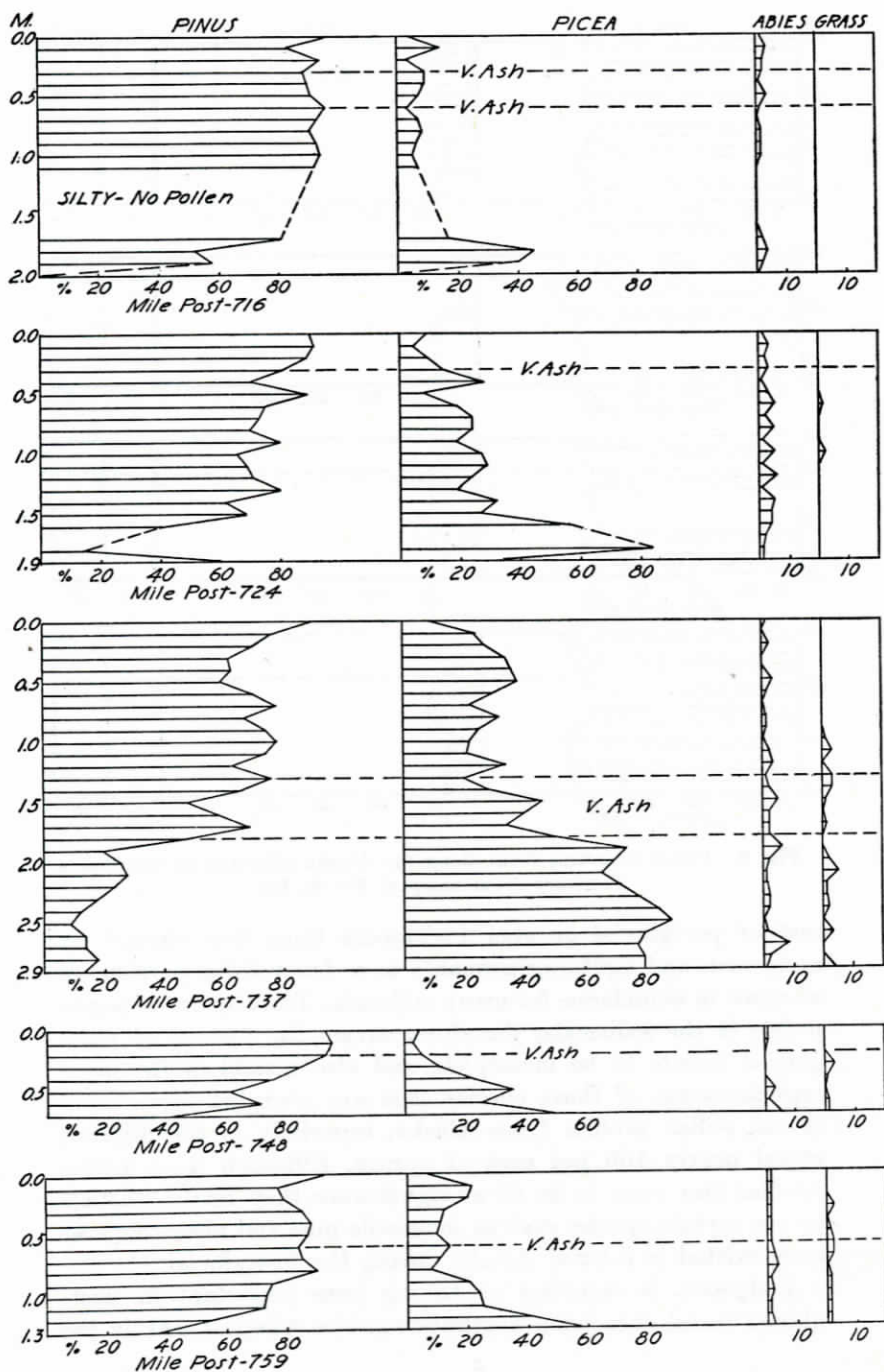 M. PINUS PICEA ABIES GRASS
0.0
V. Ash
0.5
V. Ash
1.0
SILTY- No Pollen
1.5
2.0
% 20 40 60 80 20 40 60 80 10 10
Mile Post-716
0.0
V. Ash
0.5
1.0
1.5
1.9
% 20 40 60 80 % 20 40 60 80 10 10
Mile Post-724
0.0
0.5
1.0
1.5 V. Ash
2.0
2.5
2.9
% 20 40 60 80 % 20 40 60 80 10 10
Mile Post-737
0.0
V. Ash
0.5
% 20 40 60 80 % 20 40 60 80 10 10
Mile Post-748
0.0
0.5 V. Ash
1.0
1.3
% 20 40 60 80 % 20 40 60 80 10 10
Mile Post-759